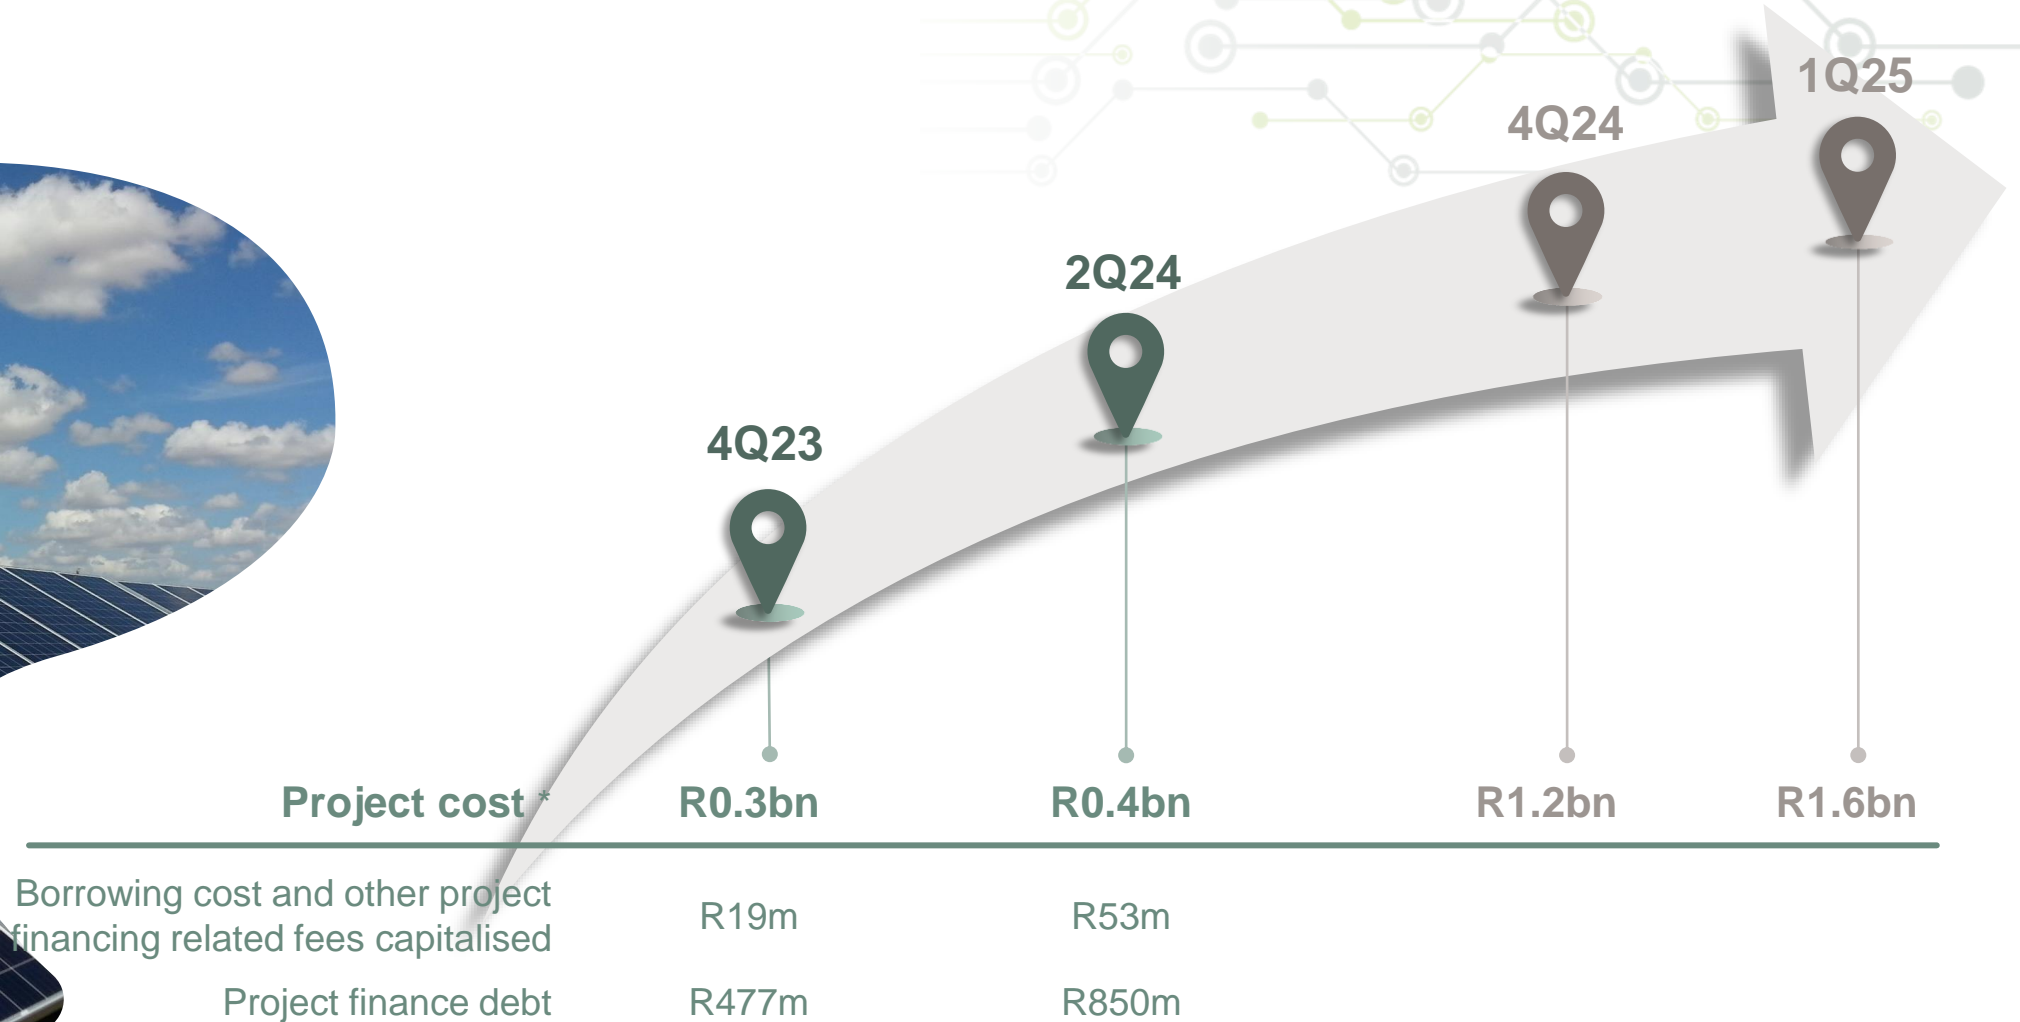 1Q25
4Q24
2Q24
4Q23
Project cost * R0.3bn R0.4bn R1.2bn R1.6bn
Borrowing cost and other project
financing related fees capitalised R19m R53m
Project finance debt R477m R850m